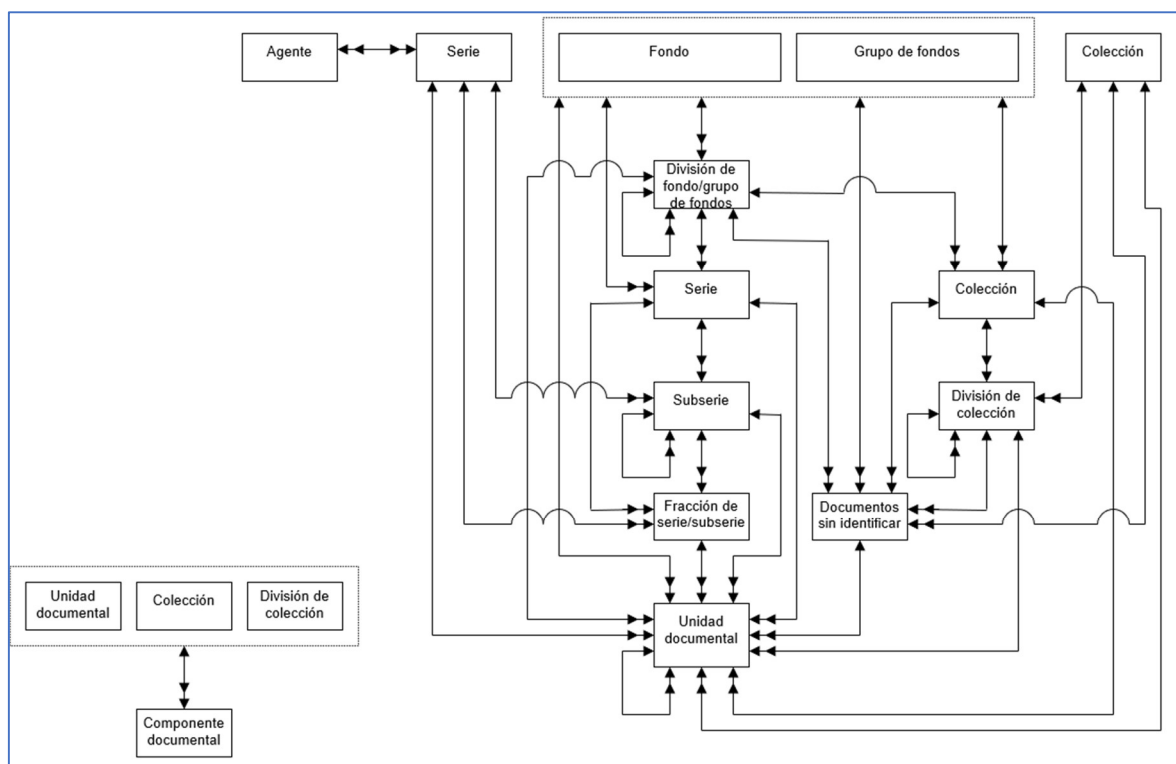 Agente
Serie
Fondo
Grupo de fondos
Colección
División de
fondo/grupo
de fondos
Serie
Colección
Subserie
División de
colección
Fracción de
serie/subserie
Documentos
sin identificar
Unidad
documental
Colección
División de
colección
Unidad
documental
Componente
documental